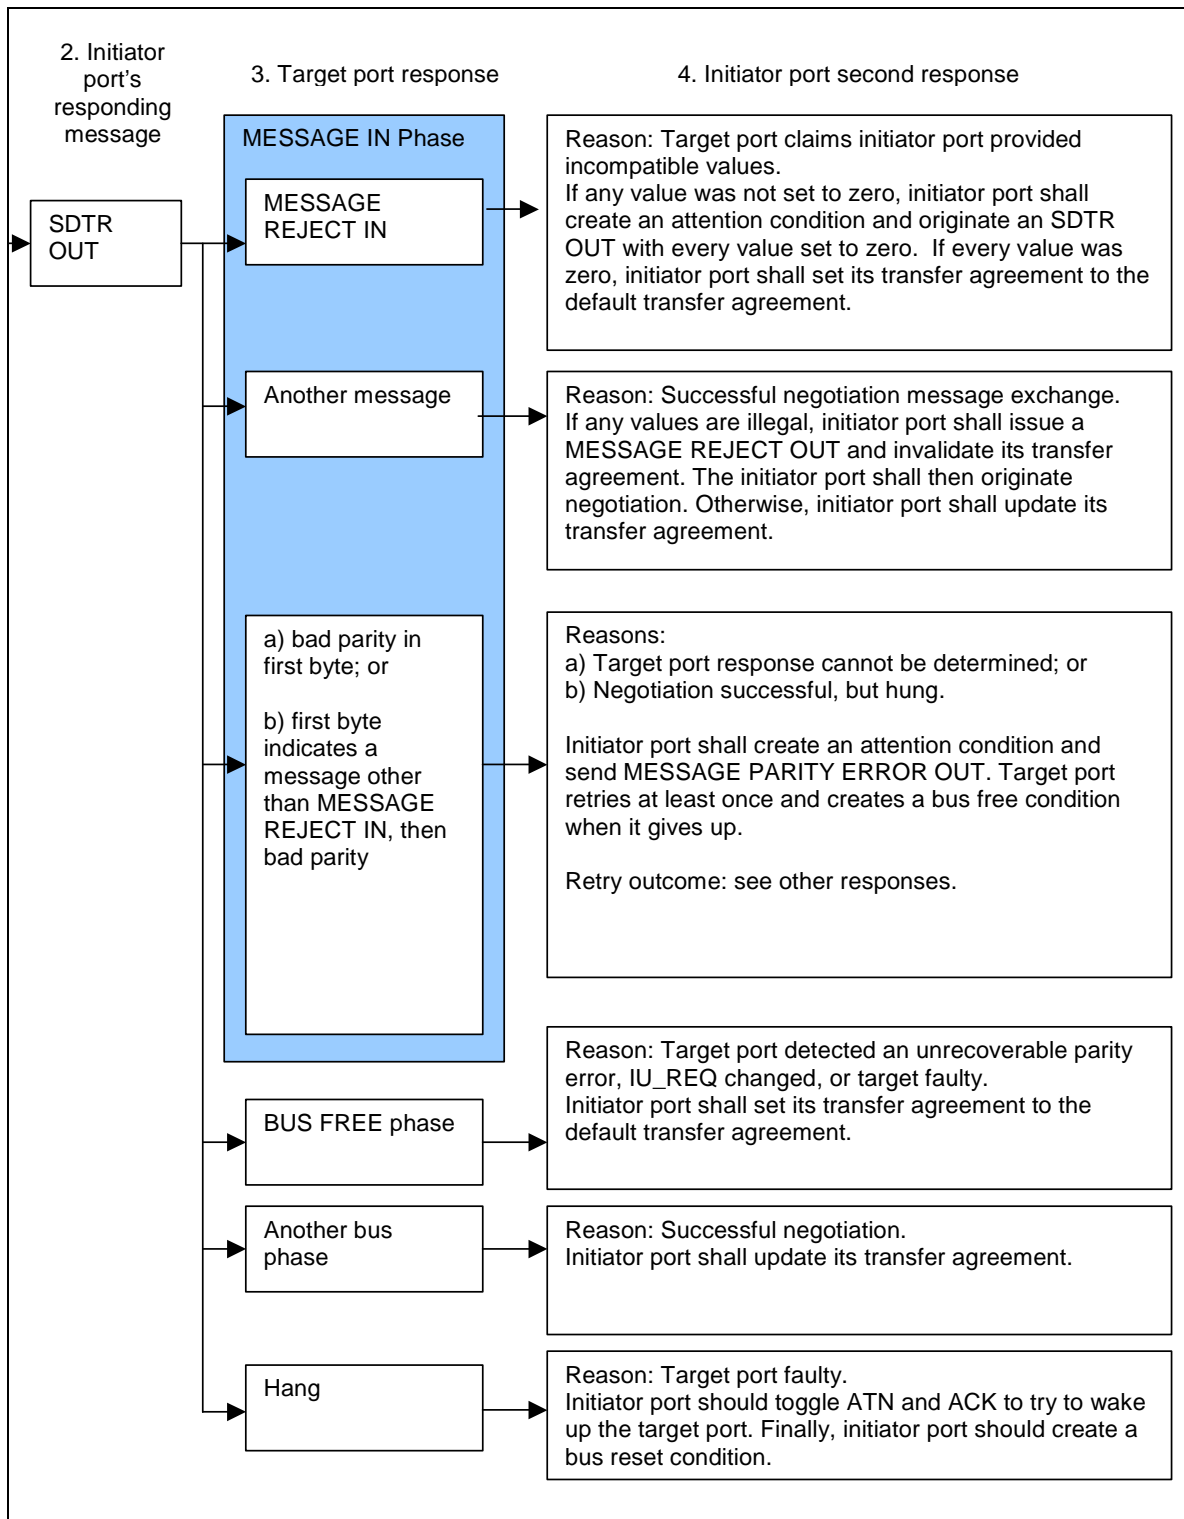 2. Initiator
port's
responding
message
3. Target port response
4. Initiator port second response
SDTR
OUT
MESSAGE IN Phase
MESSAGE
REJECT IN
Reason: Target port claims initiator port provided
incompatible values.
If any value was not set to zero, initiator port shall
create an attention condition and originate an SDTR
OUT with every value set to zero.  If every value was
zero, initiator port shall set its transfer agreement to the
default transfer agreement.
Another message
Reason: Successful negotiation message exchange.
If any values are illegal, initiator port shall issue a
MESSAGE REJECT OUT and invalidate its transfer
agreement. The initiator port shall then originate
negotiation. Otherwise, initiator port shall update its
transfer agreement.
a) bad parity in
first byte; or
b) first byte
indicates a
message other
than MESSAGE
REJECT IN, then
bad parity
Reasons:
a) Target port response cannot be determined; or
b) Negotiation successful, but hung.
Initiator port shall create an attention condition and
send MESSAGE PARITY ERROR OUT. Target port
retries at least once and creates a bus free condition
when it gives up.
Retry outcome: see other responses.
BUS FREE phase
Reason: Target port detected an unrecoverable parity
error, IU_REQ changed, or target faulty.
Initiator port shall set its transfer agreement to the
default transfer agreement.
Another bus
phase
Reason: Successful negotiation.
Initiator port shall update its transfer agreement.
Hang
Reason: Target port faulty.
Initiator port should toggle ATN and ACK to try to wake
up the target port. Finally, initiator port should create a
bus reset condition.